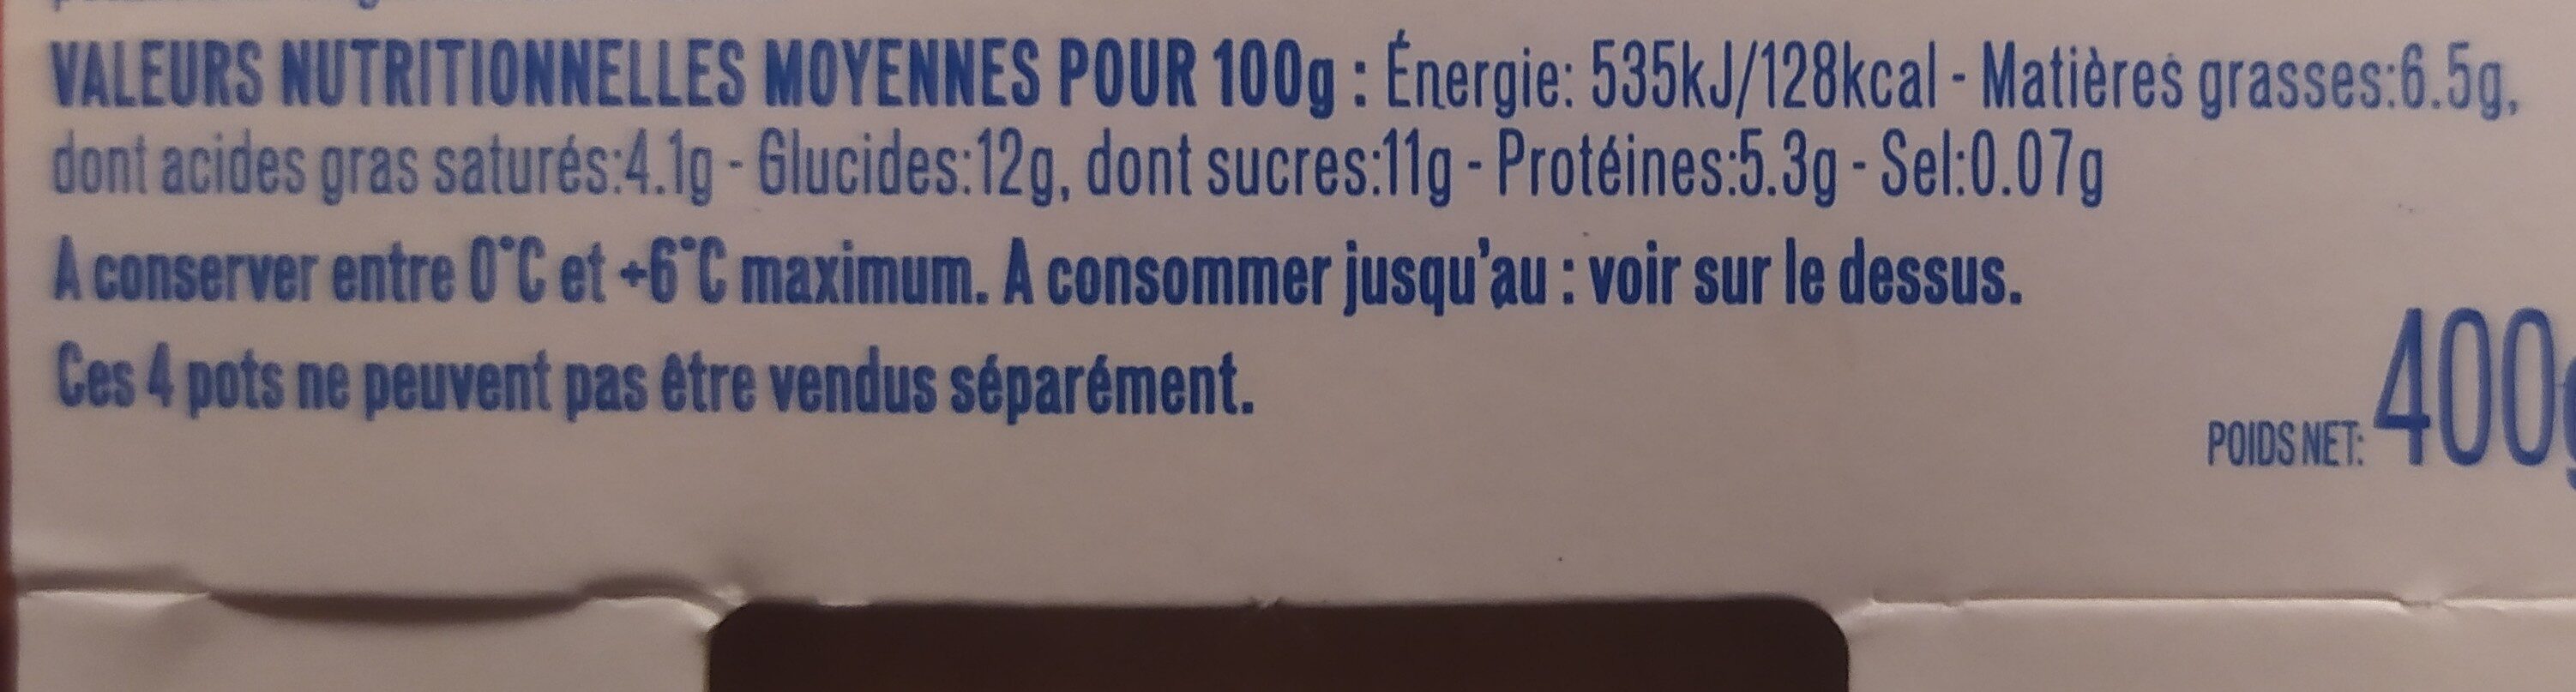 VALEURS NUTRITIONNELLES MOYENNES POUR 100g : Énergie: 535kJ/128kcal - Matières grasses:6.5g,
dont acides gras saturés:4.1g - Glucides:12g, dont sucres:11g - Protéines:5.3g - Sel:0.07g
A conserver entre 0°C et +6°C maximum. A consommer jusqu'au : voir sur le dessus.
Ces 4 pots ne peuvent pas être vendus séparément.
POIDS NET: 400g